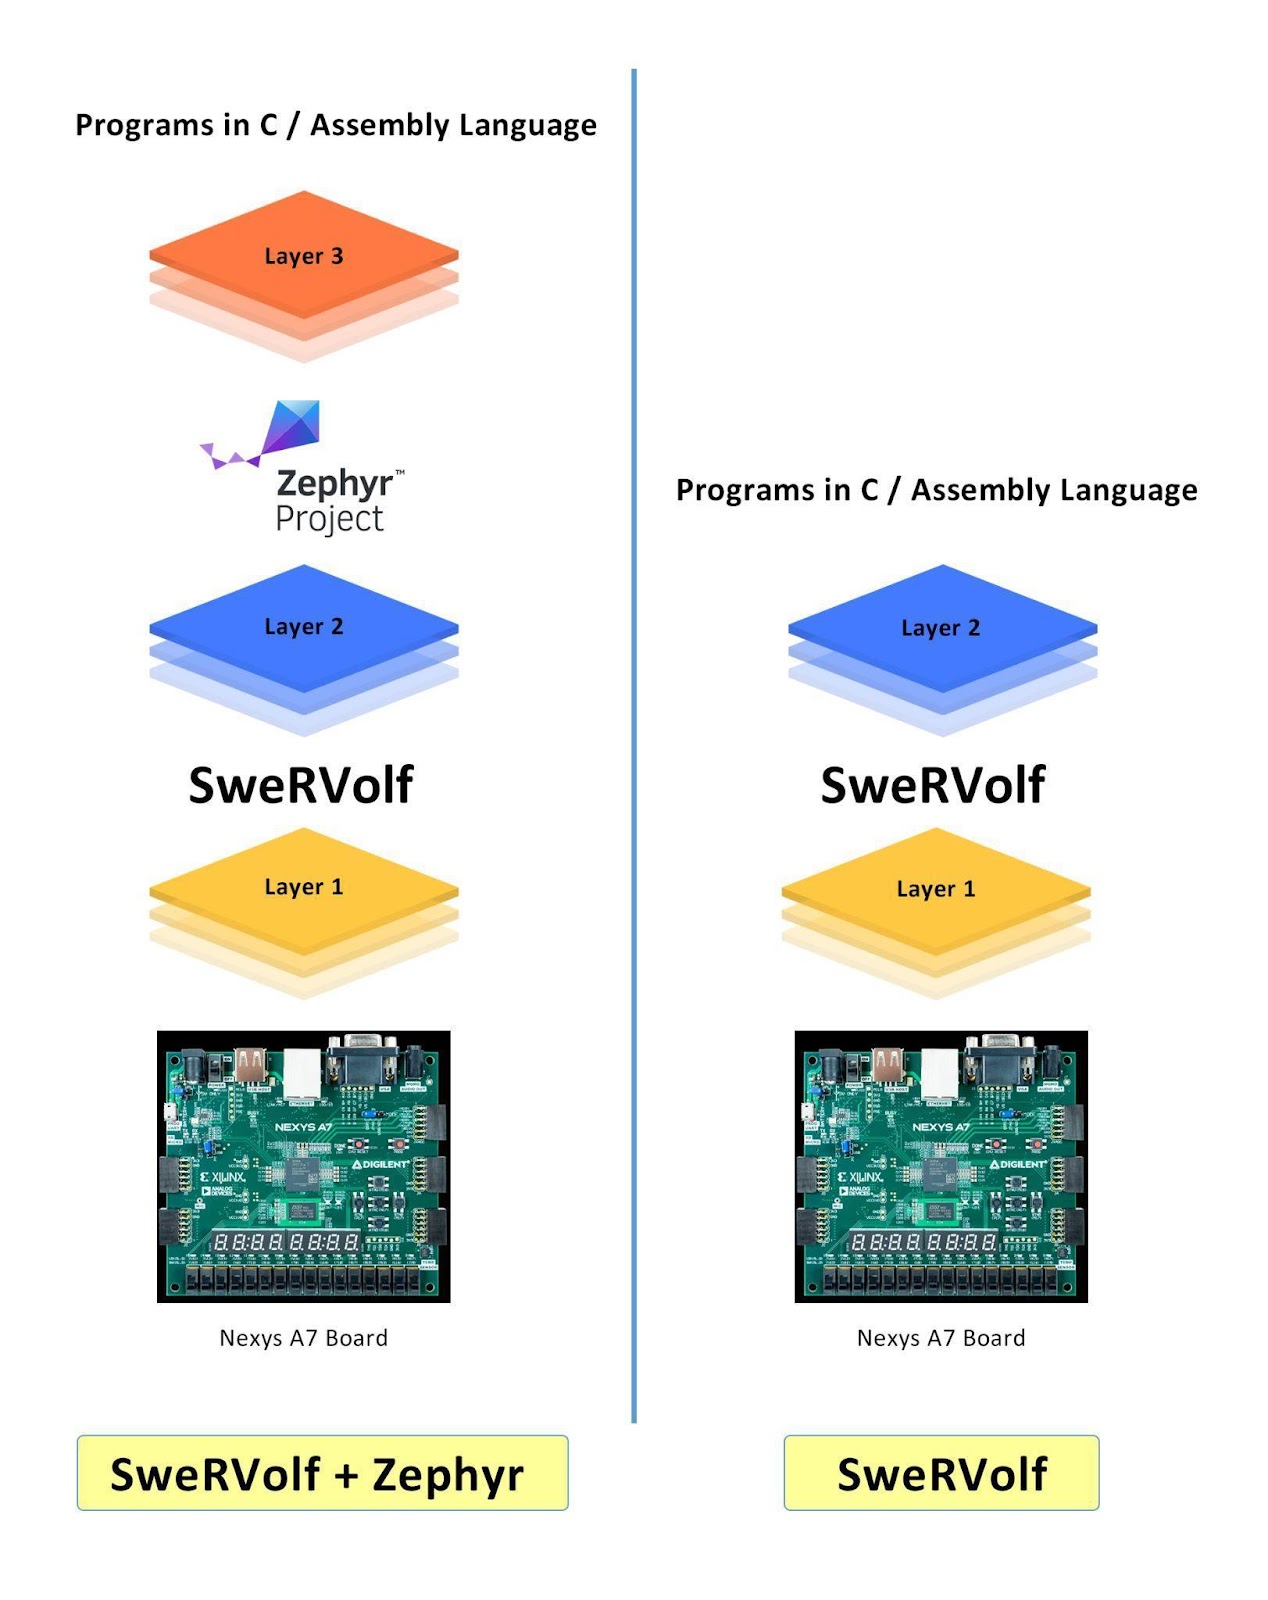 Programs in C / Assembly Language
Layer 3
Zephyr™
Project
Layer 2
SweRVolf
Layer 1
NEXYS A7
DIGILENT
XILINX
ANALOG
DEVICES
Nexys A7 Board
SweRVolf + Zephyr
Programs in C / Assembly Language
Layer 2
SweRVolf
Layer 1
NEXYS A7
DIGILENT
XILINX
ANALOG
DEVICES
Nexys A7 Board
SweRVolf